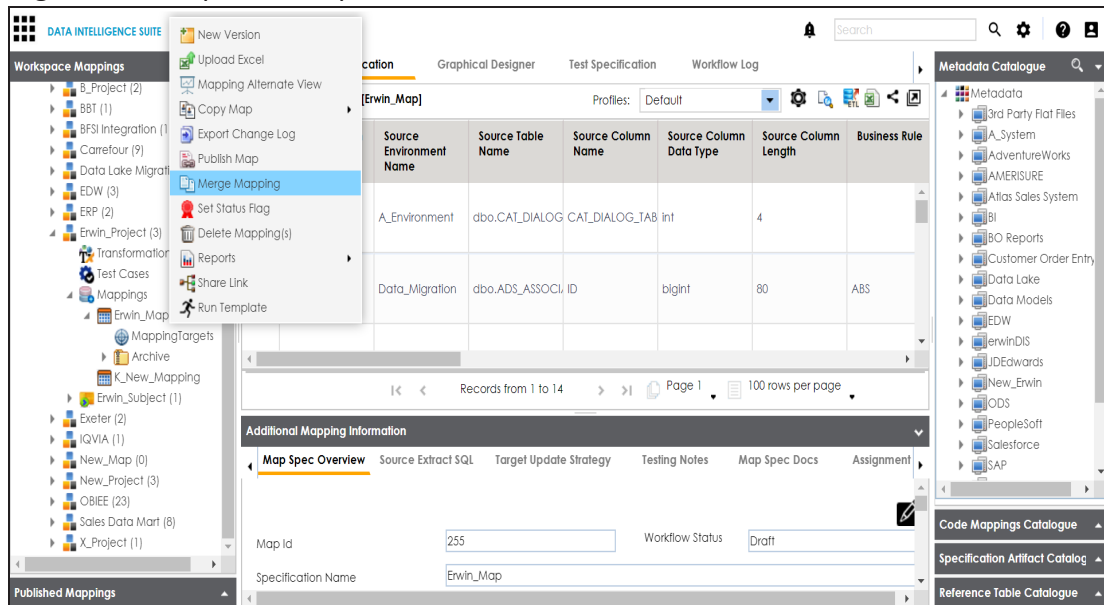 DATA INTELLIGENCE SUITE
Search
Workspace Mappings
B_Project (2)
BBT (1)
BFSI Integration (1
Carrefour (9)
Data Lake Migrati
EDW (3)
ERP (2)
Erwin_Project (3)
Transformation
Test Cases
Mappings
Erwin_Map
MappingTargets
Archive
K_New_Mapping
Erwin_Subject (1)
Exeter (2)
IQVIA (1)
New_Map (0)
New_Project (3)
OBIEE (23)
Sales Data Mart (8)
X_Project (1)
Published Mappings
New Version
Upload Excel
Mapping Alternate View
Copy Map
Export Change Log
Publish Map
Merge Mapping
Set Status Flag
Delete Mapping(s)
Reports
Share Link
Run Template
cation Graphical Designer Test Specification Workflow Log
[Erwin_Map] Profiles: Default
ETL
Source Environment Name
Source Table Name
Source Column Name
Source Column Data Type
Source Column Length
Business Rule
A_Environment dbo.CAT_DIALOG CAT_DIALOG_TAB int 4
Data_Migration dbo.ADS_ASSOCI ID bigint 80 ABS
Records from 1 to 14 Page 1 100 rows per page
Additional Mapping Information
Map Spec Overview Source Extract SQL Target Update Strategy Testing Notes Map Spec Docs Assignment
Map Id 255 Workflow Status Draft
Specification Name Erwin_Map
Metadata Catalogue
Metadata
3rd Party Flat Files
A_System
AdventureWorks
AMERISURE
Atlas Sales System
BI
BO Reports
Customer Order Entry
Data Lake
Data Models
EDW
erwinDIS
JDEdwards
New_Erwin
ODS
PeopleSoft
Salesforce
SAP
Code Mappings Catalogue
Specification Artifact Catalog
Reference Table Catalogue